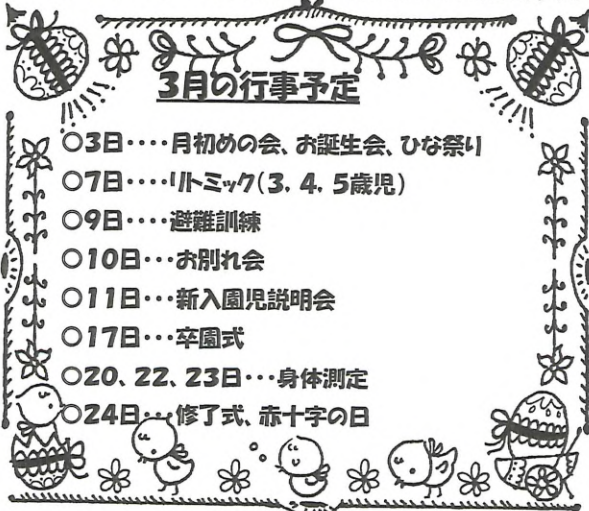 3月の行事予定
○3日・・・・月初めの会、お誕生会、ひな祭り
○7日・・・・リトミック(3、4、5歳児)
○9日・・・・避難訓練
○10日・・・お別れ会
○11日・・・新入園児説明会
○17日・・・卒園式
○20、22、23日・・・身体測定
○24日・・・修了式、赤十字の日